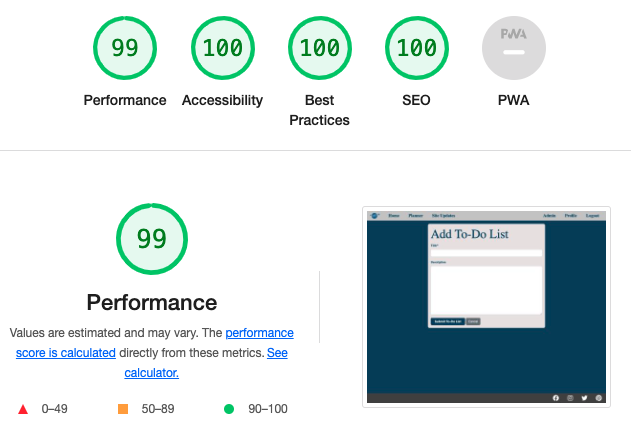 99
100
100
100
PWA
Performance
Accessibility
Best
Practices
SEO
PWA
99
Performance
Values are estimated and may vary. The performance
score is calculated directly from these metrics. See
calculator.
0–49
50–89
90–100
Home Planner Site Updates Admin Profile Logout
Add To-Do List
Title*
Description
Submit To-Do List Cancel